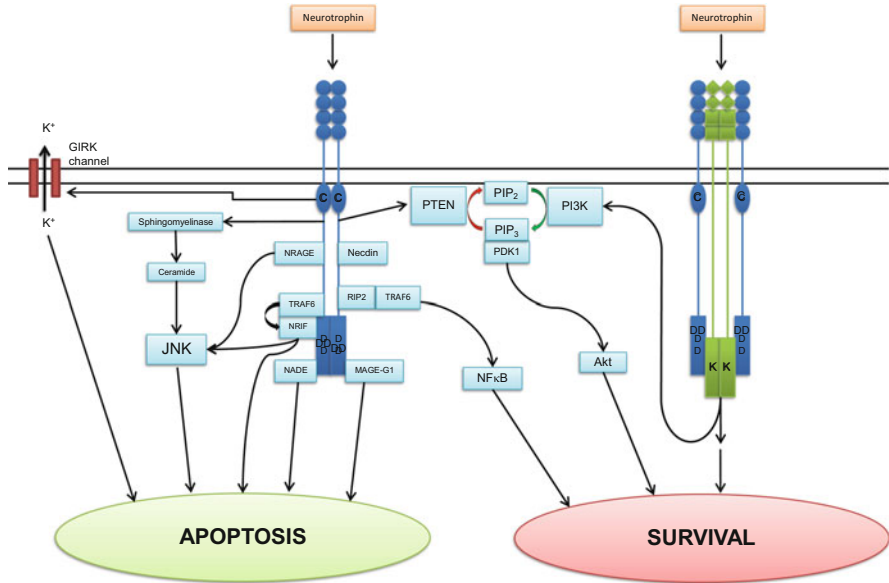 Neurotrophin
Neurotrophin
K+
GIRK
channel
K+
C C
C C
PTEN
PIP2
PI3K
PIP3
PDK1
Sphingomyelinase
Ceramide
NRAGE
Necdin
TRAF6
RIP2
TRAF6
NRIF
JNK
DD
D
D
DD
D
D
DD
D
D
DD
D
D
NADE
MAGE-G1
NFκB
Akt
K K
APOPTOSIS
SURVIVAL